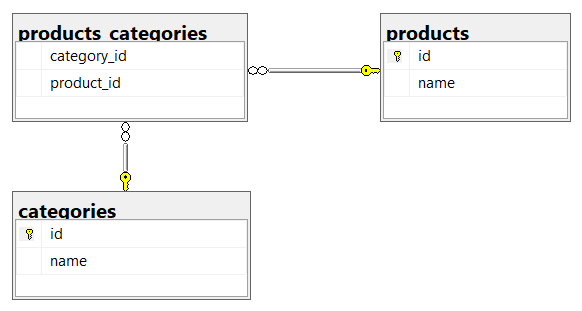 products_categories
category_id
product_id
products
id
name
categories
id
name